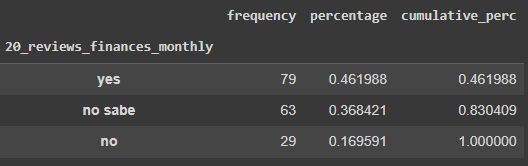 frequency percentage cumulative_perc
20_reviews_finances_monthly
yes 79 0.461988 0.461988
no sabe 63 0.368421 0.830409
no 29 0.169591 1.000000